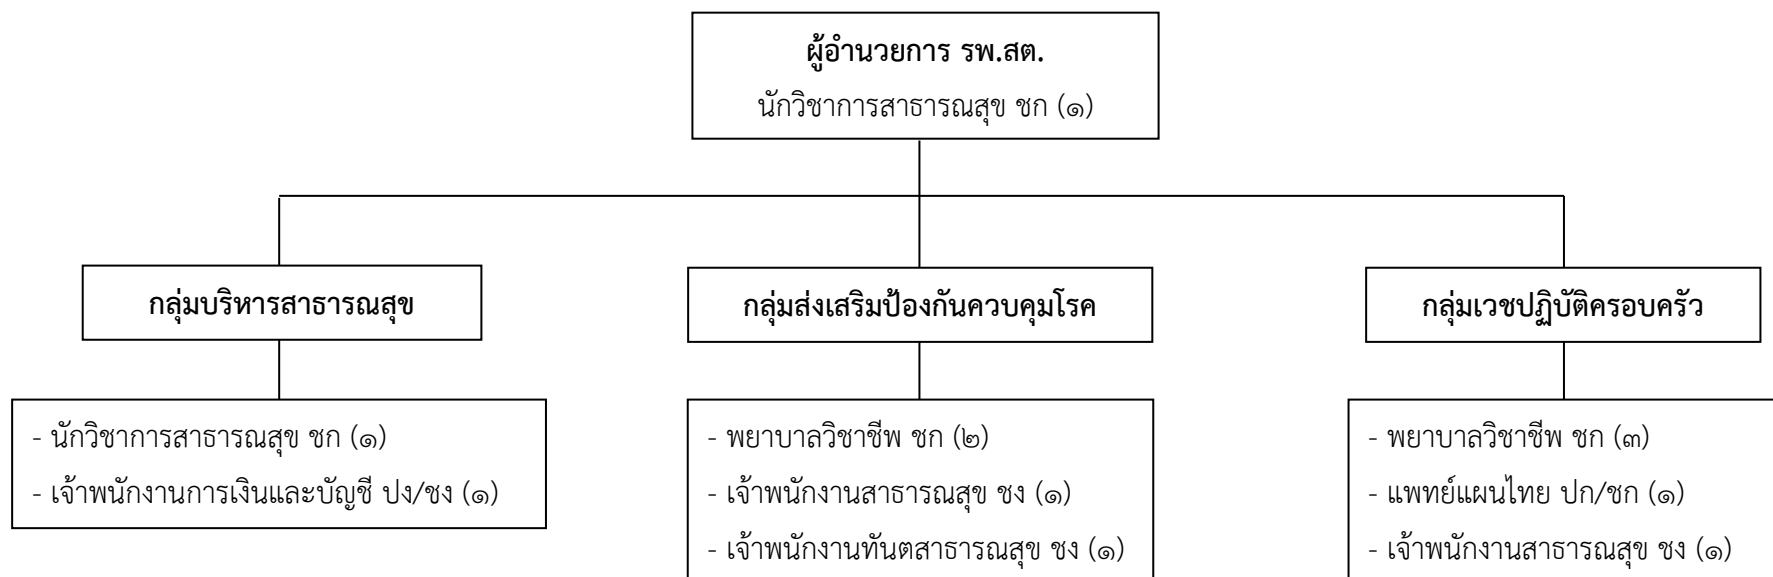 ผู้อำนวยการ รพ.สต.
นักวิชาการสาธารณสุข ชก (๑)
กลุ่มบริหารสาธารณสุข
- นักวิชาการสาธารณสุข ชก (๑)
- เจ้าพนักงานการเงินและบัญชี ปง/ชง (๑)
กลุ่มส่งเสริมป้องกันควบคุมโรค
- พยาบาลวิชาชีพ ชก (๒)
- เจ้าพนักงานสาธารณสุข ชง (๑)
- เจ้าพนักงานทันตสาธารณสุข ชง (๑)
กลุ่มเวชปฏิบัติครอบครัว
- พยาบาลวิชาชีพ ชก (๓)
- แพทย์แผนไทย ปก/ชก (๑)
- เจ้าพนักงานสาธารณสุข ชง (๑)